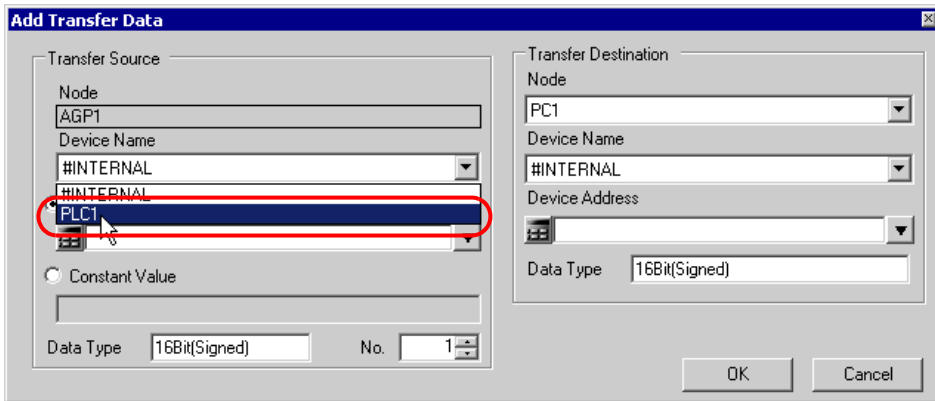 Add Transfer Data
Transfer Source
Node
AGP1
Device Name
#INTERNAL
#INTERNAL
PLC1
Constant Value
Data Type 16Bit(Signed) No. 1
Transfer Destination
Node
PC1
Device Name
#INTERNAL
Device Address
Data Type 16Bit(Signed)
OK Cancel